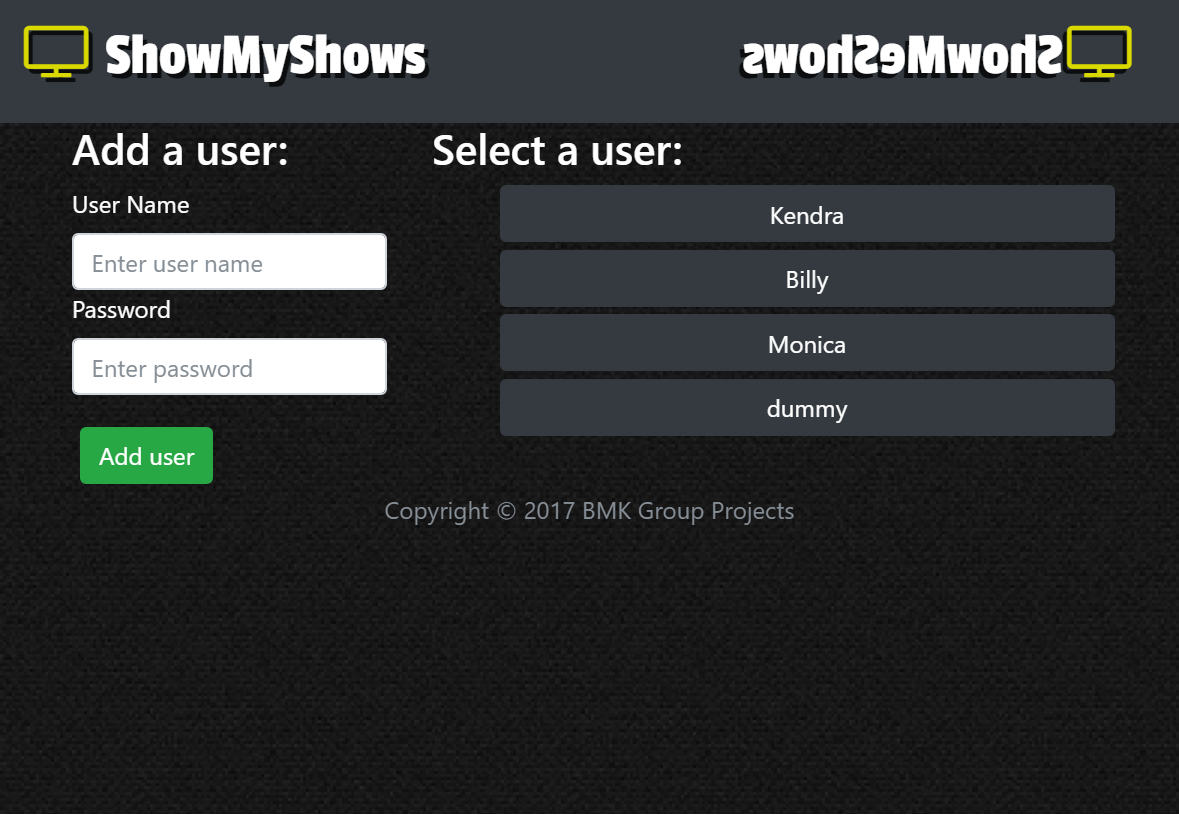 ShowMyShows
ShowMeShows
Add a user:
User Name
Enter user name
Password
Enter password
Add user
Select a user:
Kendra
Billy
Monica
dummy
Copyright © 2017 BMK Group Projects